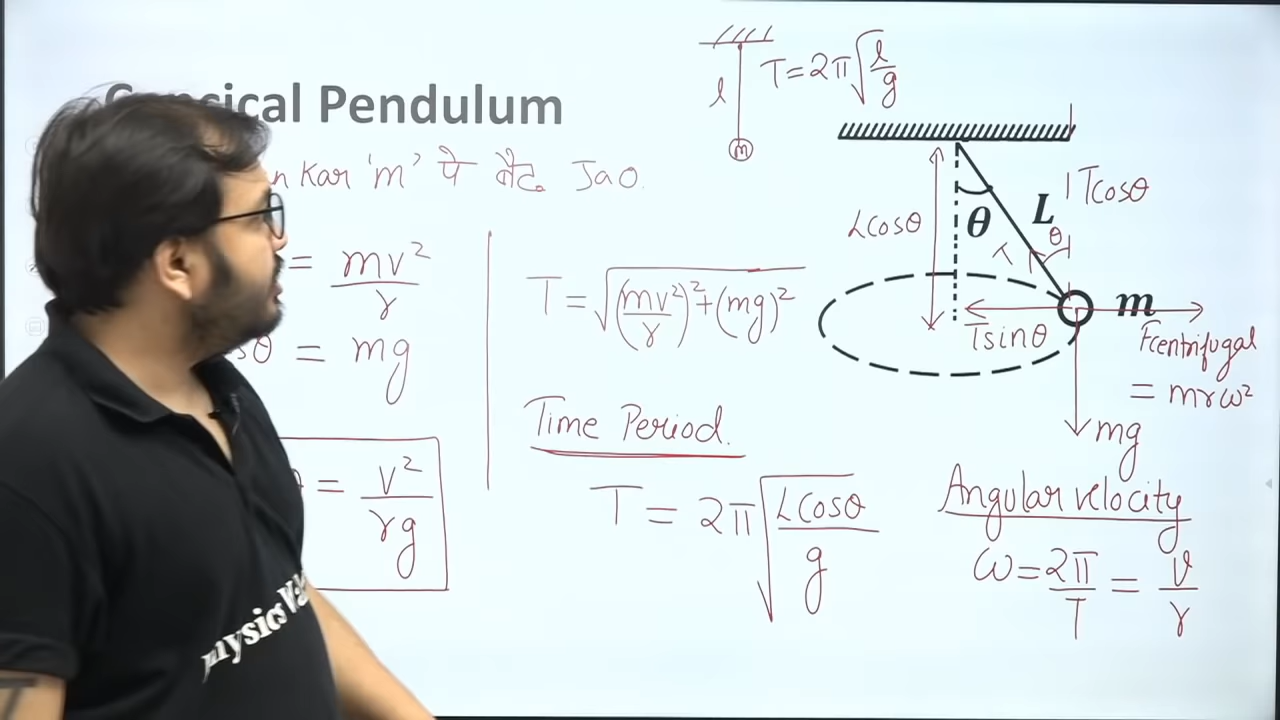 Pendulum
n Kar 'm' पे बैठ Jao.
= mv²/r
sθ = mg
= v²/rg
l
m
T = 2π√(l/g)
T = √((mv²/r)² + (mg)²)
Time Period.
T = 2π√(Lcosθ/g)
Lcosθ
θ
L
θ
T
Tcosθ
Tsinθ
m
Fcentrifugal
= mrω²
mg
Angular velocity
ω = 2π/T = v/r